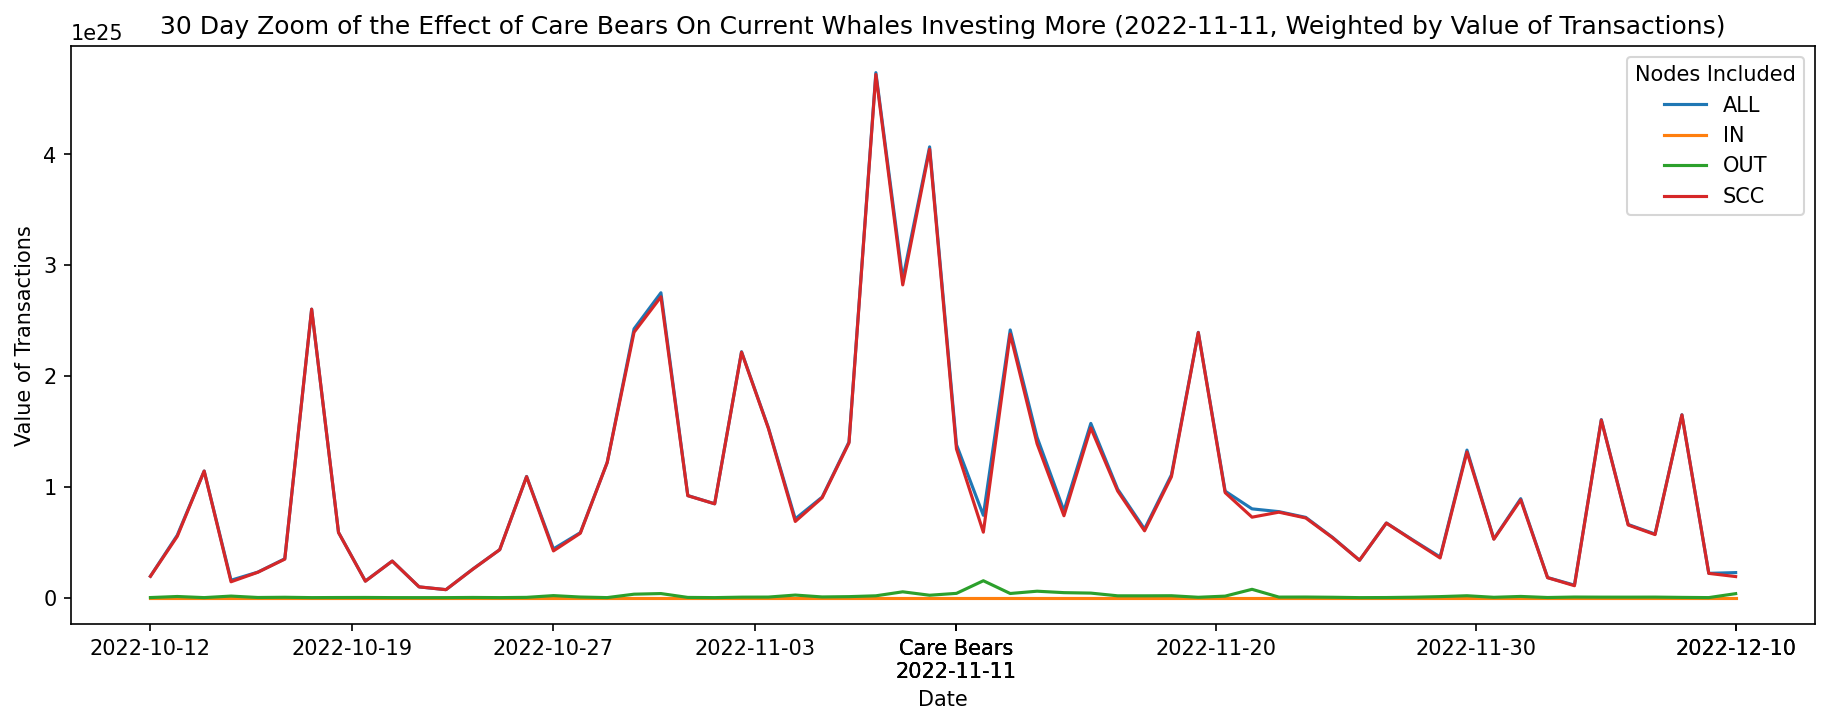 30 Day Zoom of the Effect of Care Bears On Current Whales Investing More (2022-11-11, Weighted by Value of Transactions)
1e25
Nodes Included
ALL
IN
OUT
SCC
Value of Transactions
4
3
2
1
0
2022-10-12
2022-10-19
2022-10-27
2022-11-03
Care Bears
2022-11-11
2022-11-20
2022-11-30
2022-12-10
Date